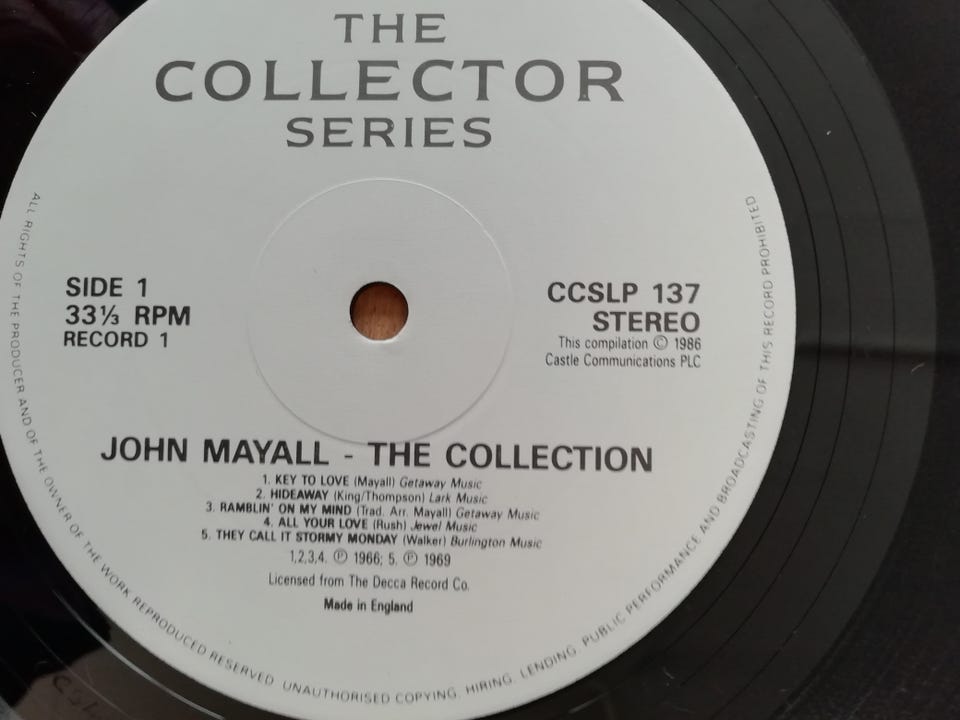 THE
COLLECTOR
SERIES
SIDE 1
33⅓ RPM
RECORD 1
CCSLP 137
STEREO
This compilation © 1986
Castle Communications PLC
JOHN MAYALL - THE COLLECTION
1. KEY TO LOVE (Mayall) Getaway Music
2. HIDEAWAY (King/Thompson) Lark Music
3. RAMBLIN' ON MY MIND (Trad. Arr. Mayall) Getaway Music
4. ALL YOUR LOVE (Rush) Jewel Music
5. THEY CALL IT STORMY MONDAY (Walker) Burlington Music
1,2,3,4. ℗ 1966; 5. ℗ 1969
Licensed from The Decca Record Co.
Made in England
ALL RIGHTS OF THE PRODUCER AND OF THE OWNER OF THE WORK REPRODUCED RESERVED UNAUTHORISED COPYING. HIRING. LENDING. PUBLIC PERFORMANCE AND BROADCASTING OF THIS RECORD PROHIBITED